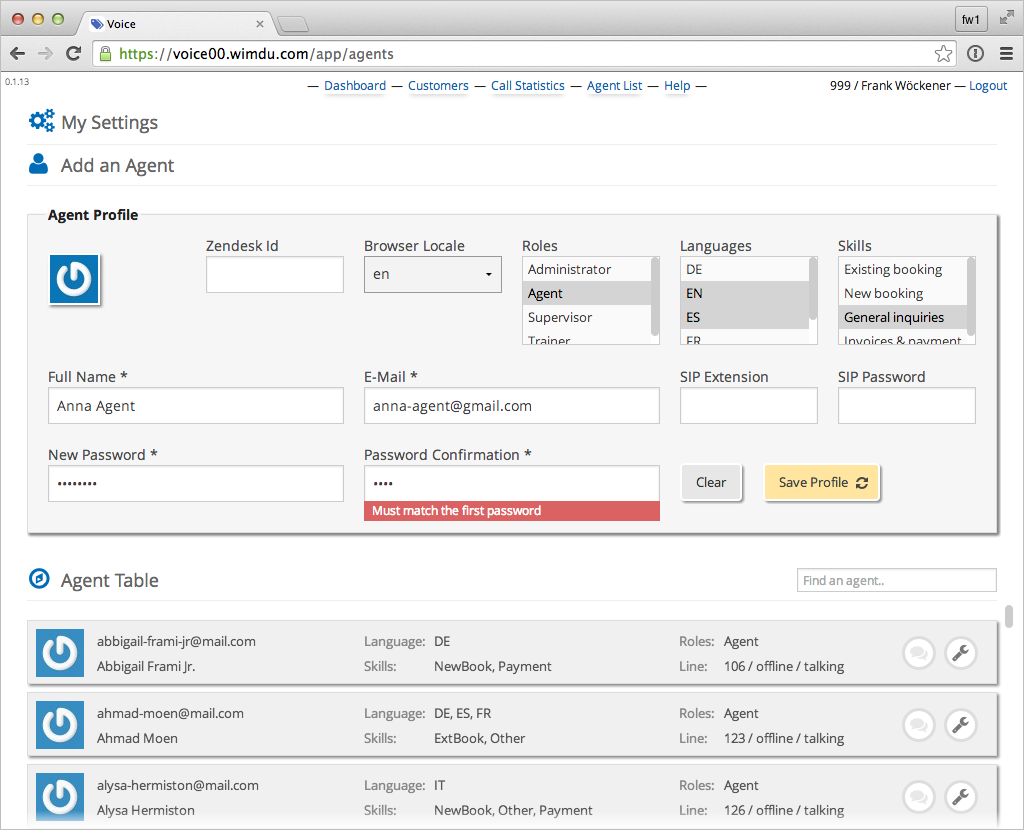 Voice
fw1
https://voice00.wimdu.com/app/agents
0.1.13
— Dashboard — Customers — Call Statistics — Agent List — Help —
999 / Frank Wöckener — Logout
My Settings
Add an Agent
Agent Profile
Zendesk Id
Browser Locale
Roles
Languages
Skills
en
Administrator
Agent
Supervisor
Trainer
DE
EN
ES
FR
Existing booking
New booking
General inquiries
Invoices & payment
Full Name *
E-Mail *
SIP Extension
SIP Password
Anna Agent
anna-agent@gmail.com
New Password *
Password Confirmation *
••••••••
••••
Clear
Save Profile
Must match the first password
Agent Table
Find an agent..
abbigail-frami-jr@mail.com
Language: DE
Roles: Agent
Abbigail Frami Jr.
Skills: NewBook, Payment
Line: 106 / offline / talking
ahmad-moen@mail.com
Language: DE, ES, FR
Roles: Agent
Ahmad Moen
Skills: ExtBook, Other
Line: 123 / offline / talking
alysa-hermiston@mail.com
Language: IT
Roles: Agent
Alysa Hermiston
Skills: NewBook, Other, Payment
Line: 126 / offline / talking